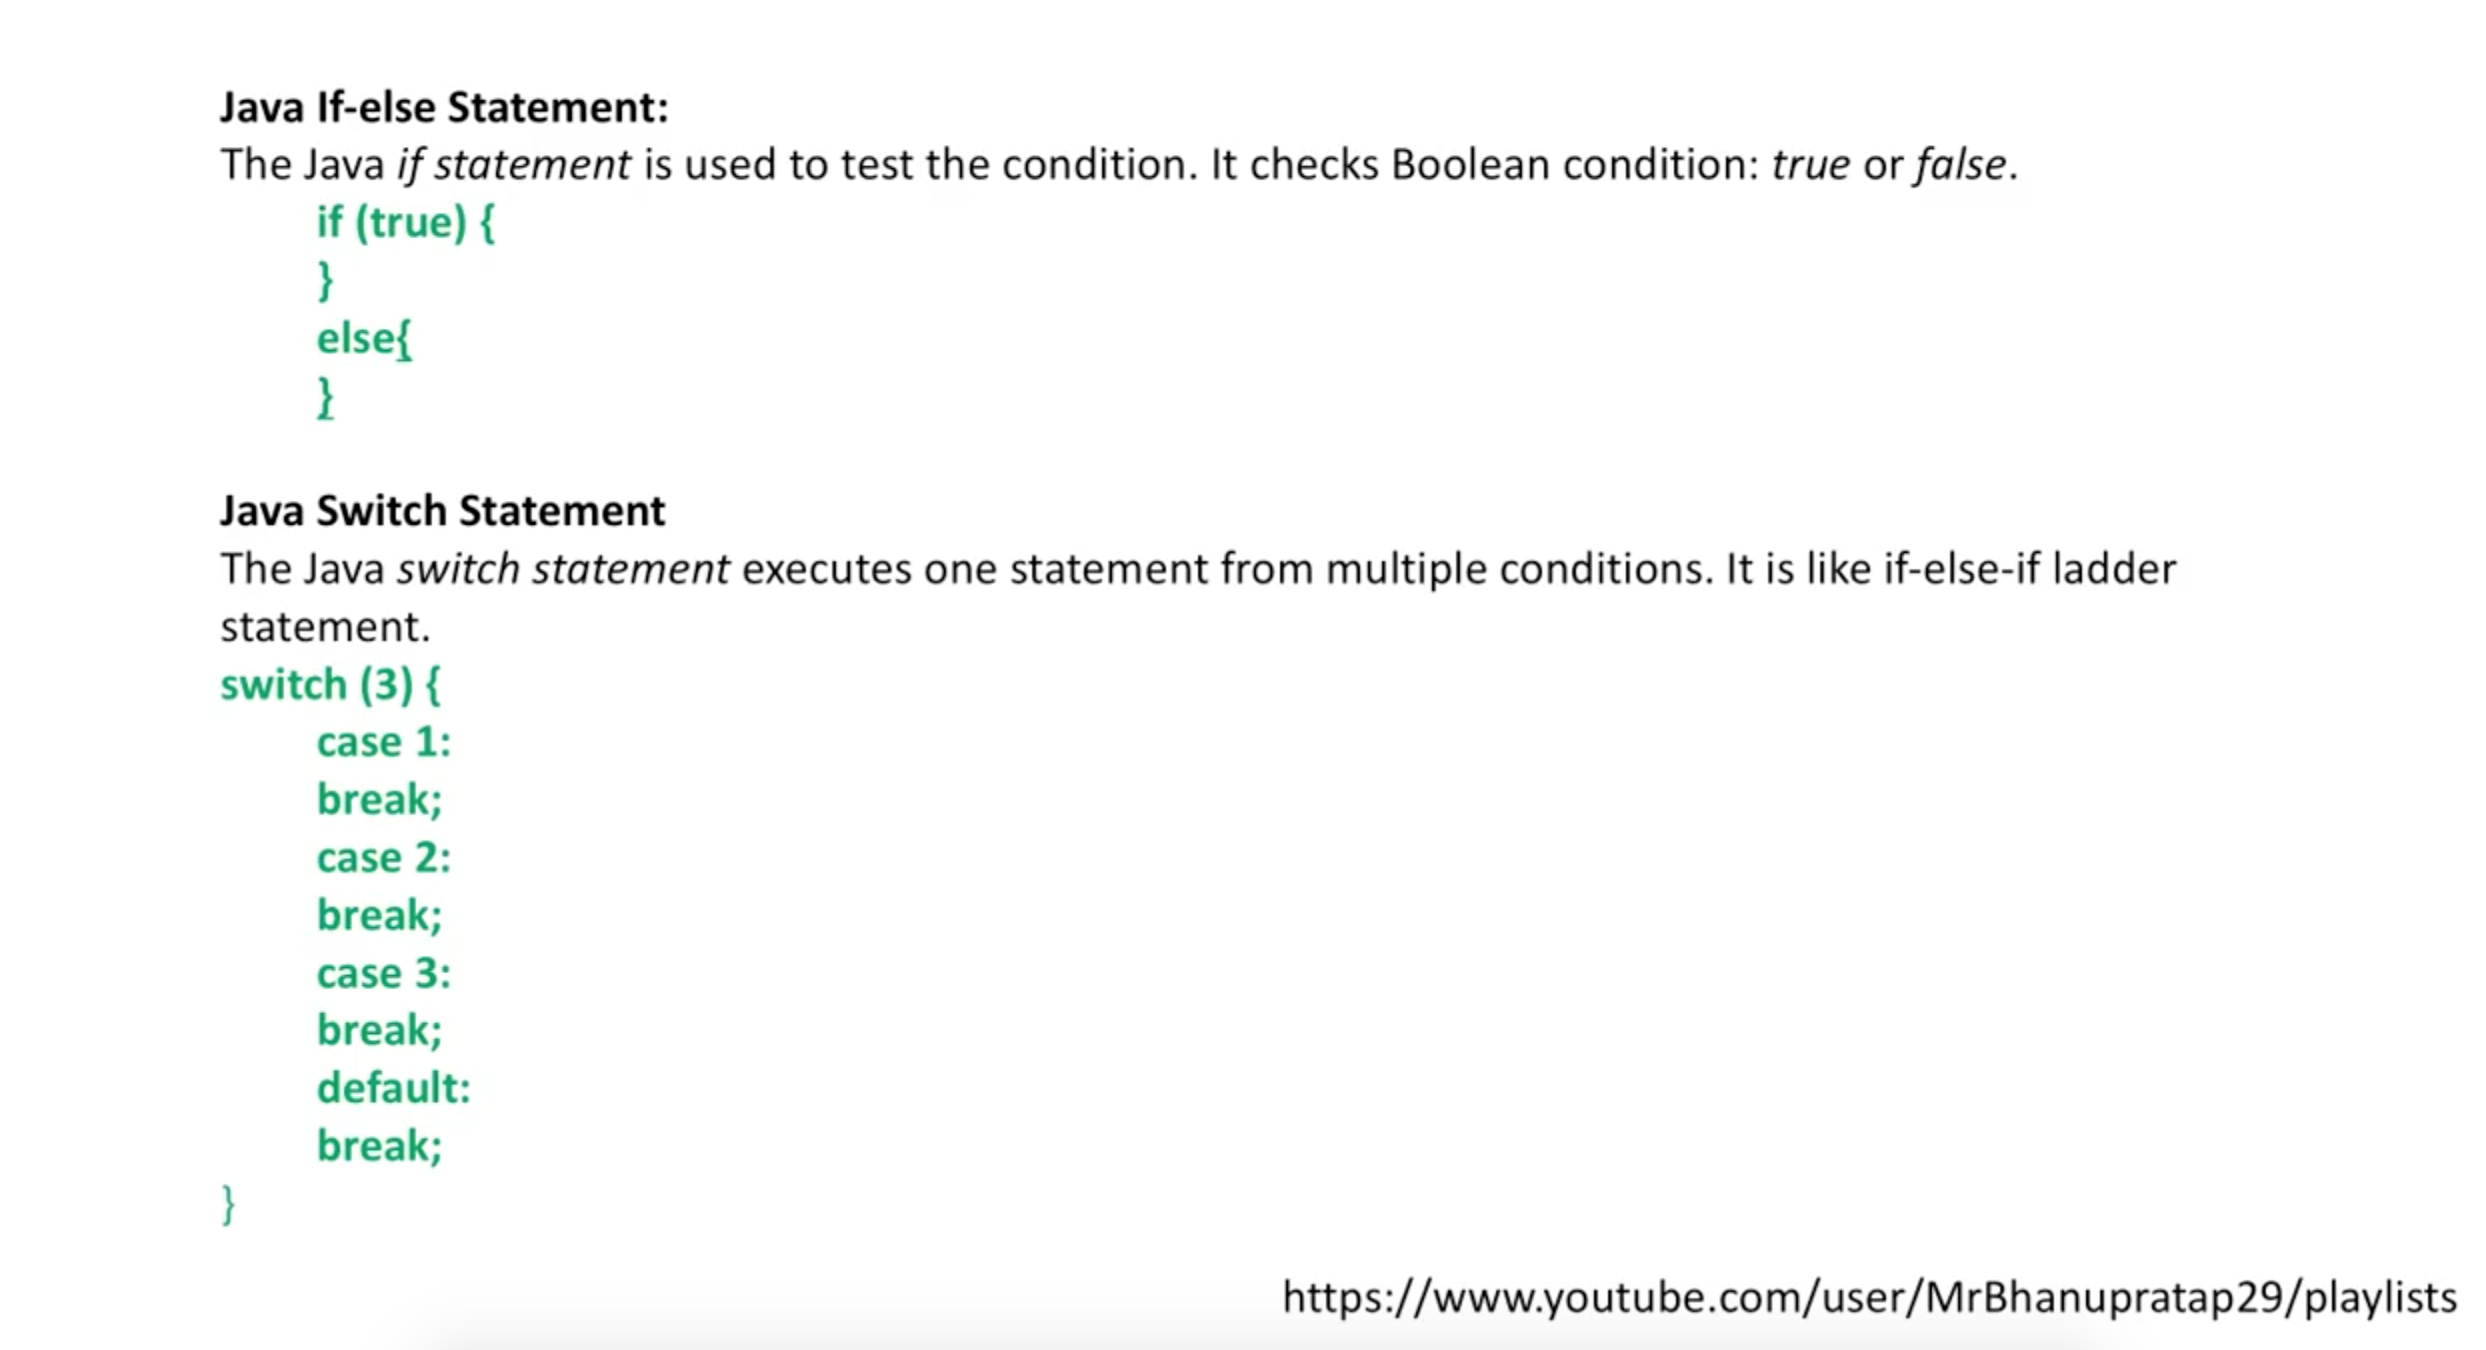 Java If-else Statement:
The Java if statement is used to test the condition. It checks Boolean condition: true or false.
if (true) {
}
else{
}
Java Switch Statement
The Java switch statement executes one statement from multiple conditions. It is like if-else-if ladder
statement.
switch (3) {
case 1:
break;
case 2:
break;
case 3:
break;
default:
break;
}
https://www.youtube.com/user/MrBhanupratap29/playlists